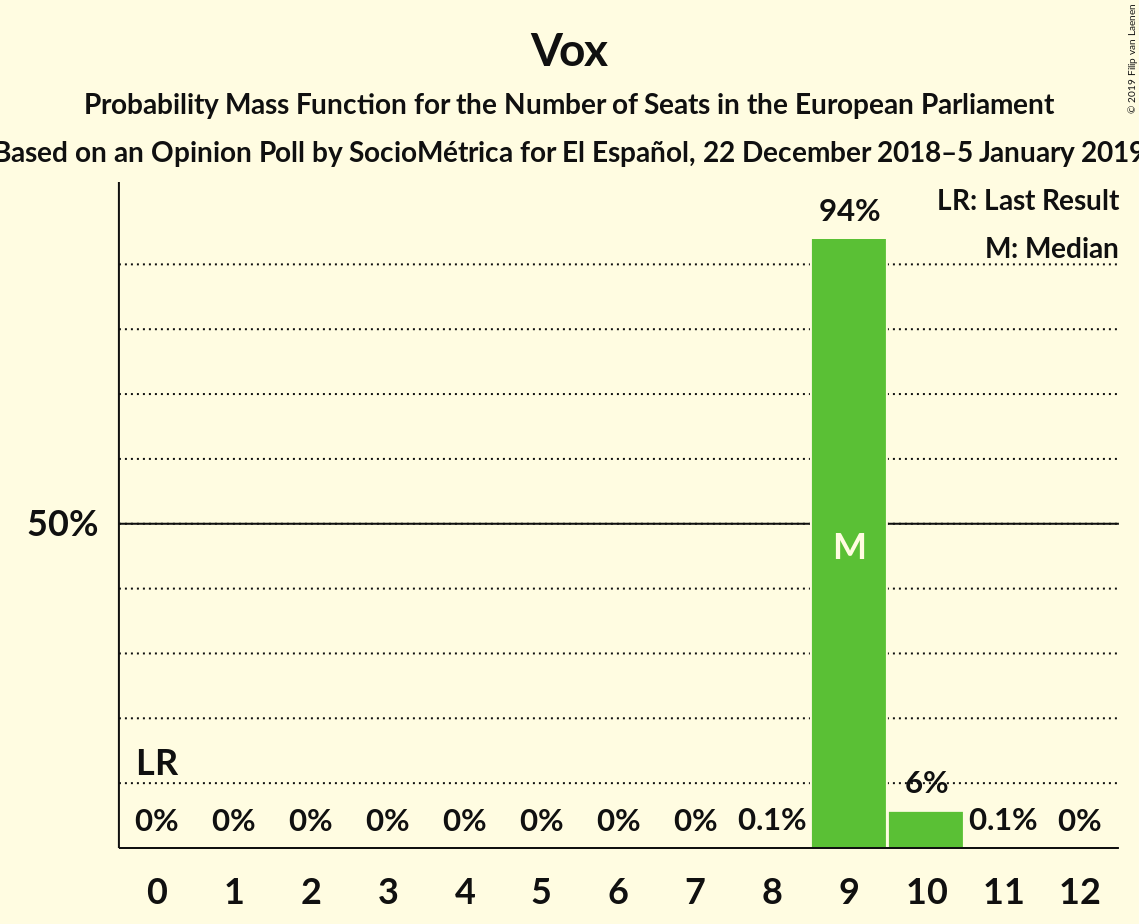 Vox
Probability Mass Function for the Number of Seats in the European Parliament
Based on an Opinion Poll by SocioMétrica for El Español, 22 December 2018–5 January 2019
© 2019 Filip van Laenen
LR: Last Result
M: Median
94%
50%
M
LR
6%
0% 0% 0% 0% 0% 0% 0% 0% 0.1% 0.1% 0%
0 1 2 3 4 5 6 7 8 9 10 11 12